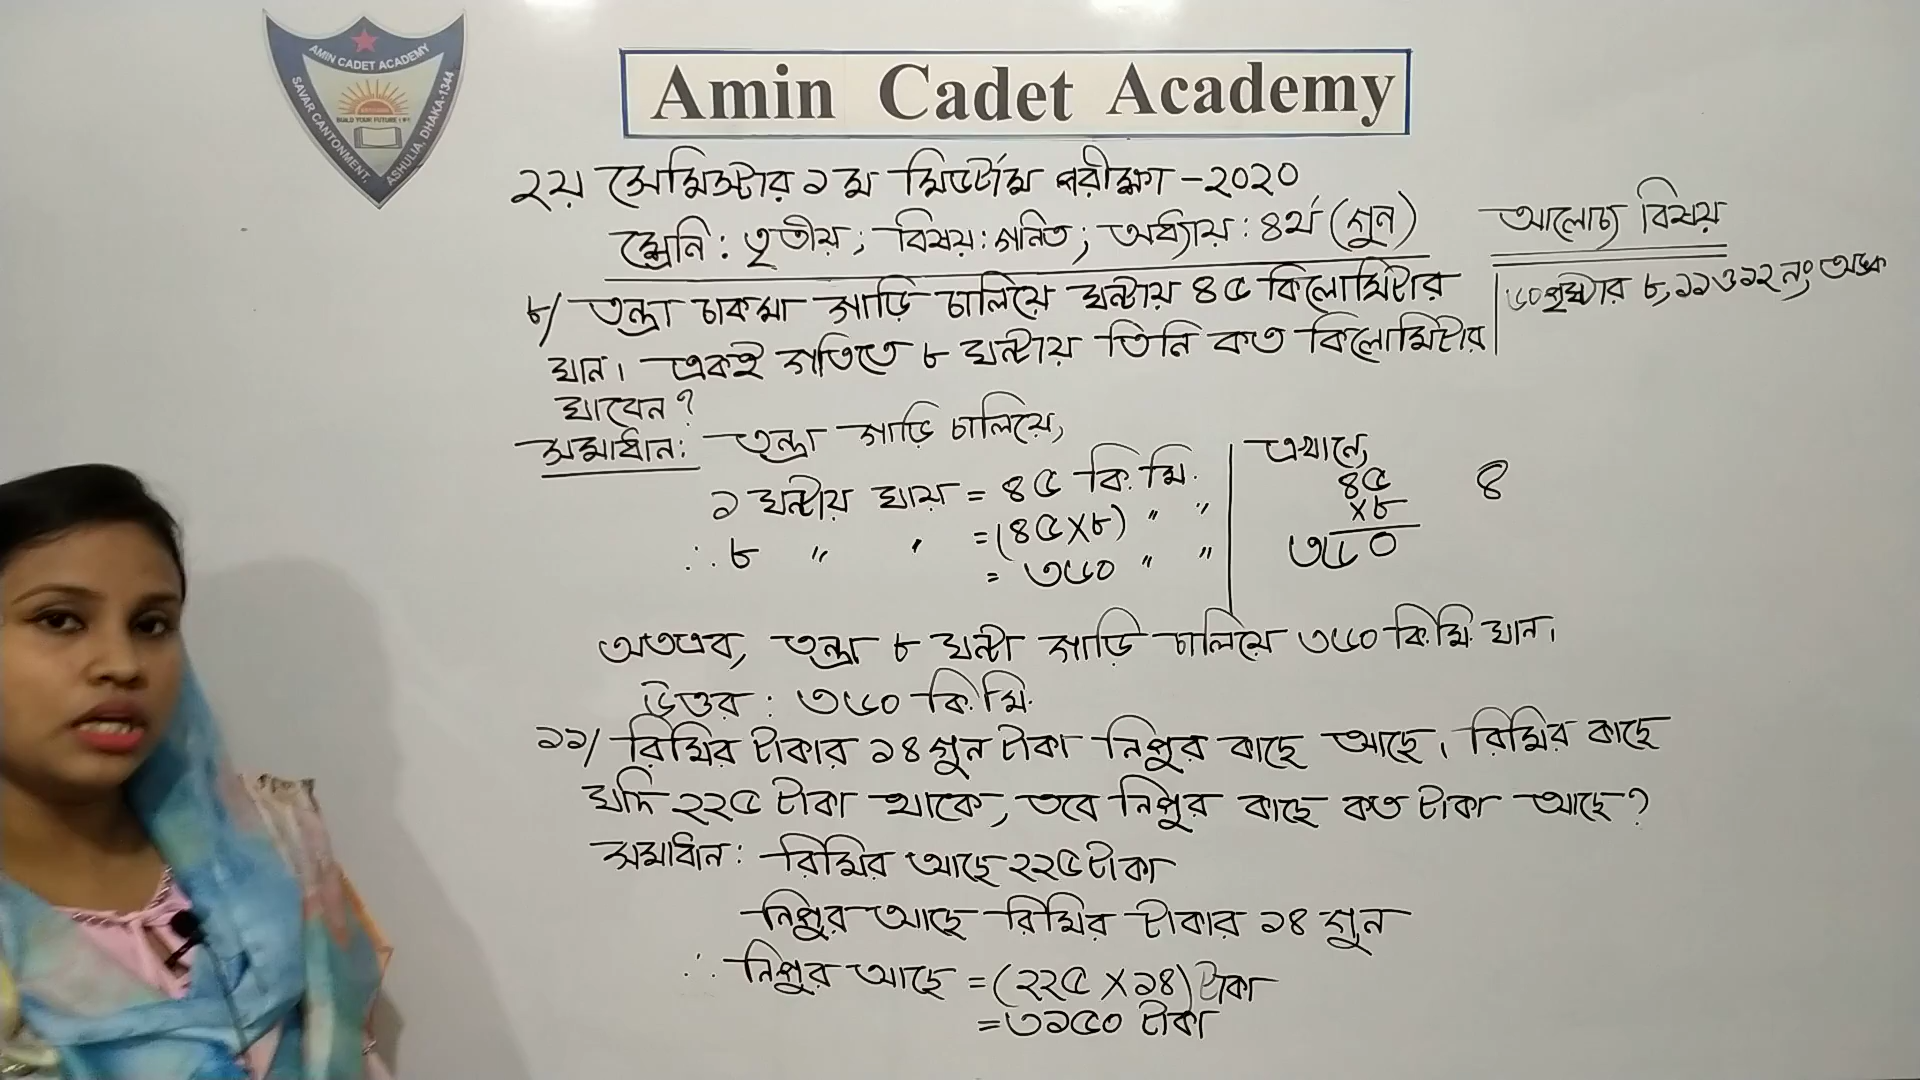 AMIN CADET ACADEMY
SAVAR CANTONMENT,
ASHULIA, DHAKA-1344
BUILD YOUR FUTURE
Amin Cadet Academy
২য় সেমিস্টার ১ম মিডটার্ম পরীক্ষা -২০২০
শ্রেনি: তৃতীয়; বিষয়: গনিত; অধ্যায়: ৪র্থ (গুন)
আলোচ্য বিষয়
৬০পৃষ্ঠার ৮, ১১ও১২ নং অঙ্ক
৮/ তন্দ্রা চাকমা গাড়ি চালিয়ে ঘন্টায় ৪৫ কিলোমিটার
যান। একই গতিতে ৮ ঘন্টায় তিনি কত কিলোমিটার
যাবেন?
সমাধান: তন্দ্রা গাড়ি চালিয়ে,
১ ঘন্টায় যায় = ৪৫ কি.মি.
∴ ৮ " " = (৪৫×৮) " "
= ৩৬০ " "
এখানে,
৪৫
×৮
৩৬০
৪
অতএব, তন্দ্রা ৮ ঘন্টা গাড়ি চালিয়ে ৩৬০ কি.মি. যান।
উত্তর: ৩৬০ কি.মি.
১১/ রিমির টাকার ১৪ গুন টাকা নিপুর কাছে আছে। রিমির কাছে
যদি ২২৫ টাকা থাকে, তবে নিপুর কাছে কত টাকা আছে?
সমাধান: রিমির আছে ২২৫ টাকা
নিপুর আছে রিমির টাকার ১৪ গুন
∴ নিপুর আছে = (২২৫ × ১৪) টাকা
= ৩১৫০ টাকা